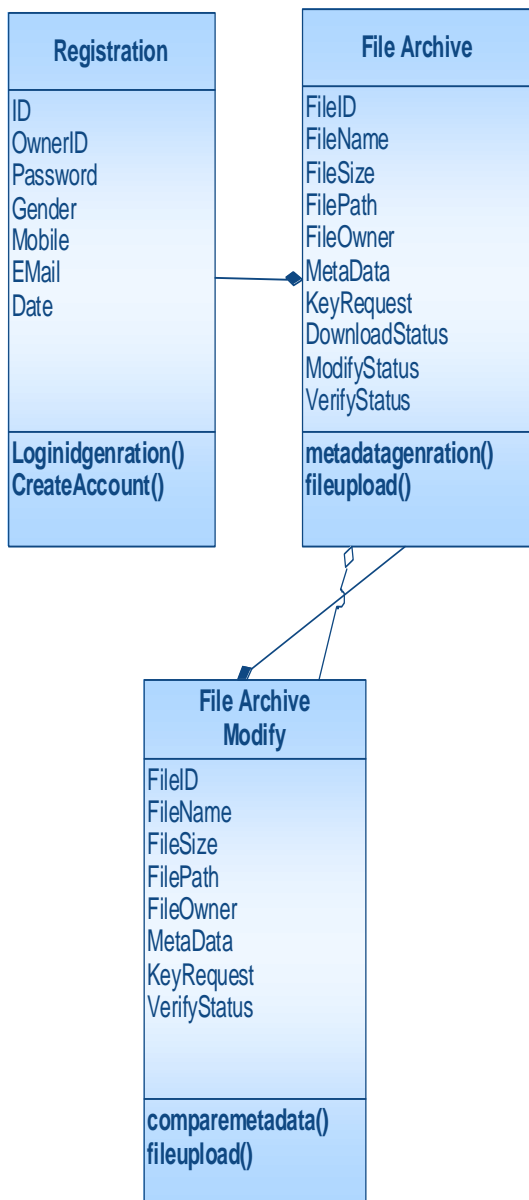 Registration
ID
OwnerID
Password
Gender
Mobile
EMail
Date
Loginidgenration()
CreateAccount()
File Archive
FileID
FileName
FileSize
FilePath
FileOwner
MetaData
KeyRequest
DownloadStatus
ModifyStatus
VerifyStatus
metadatagenration()
fileupload()
File Archive
Modify
FileID
FileName
FileSize
FilePath
FileOwner
MetaData
KeyRequest
VerifyStatus
comparemetadata()
fileupload()